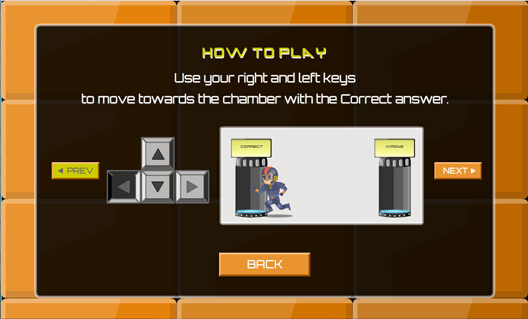 HOW TO PLAY
Use your right and left keys
to move towards the chamber with the Correct answer.
CORRECT
WRONG
PREV
NEXT
BACK